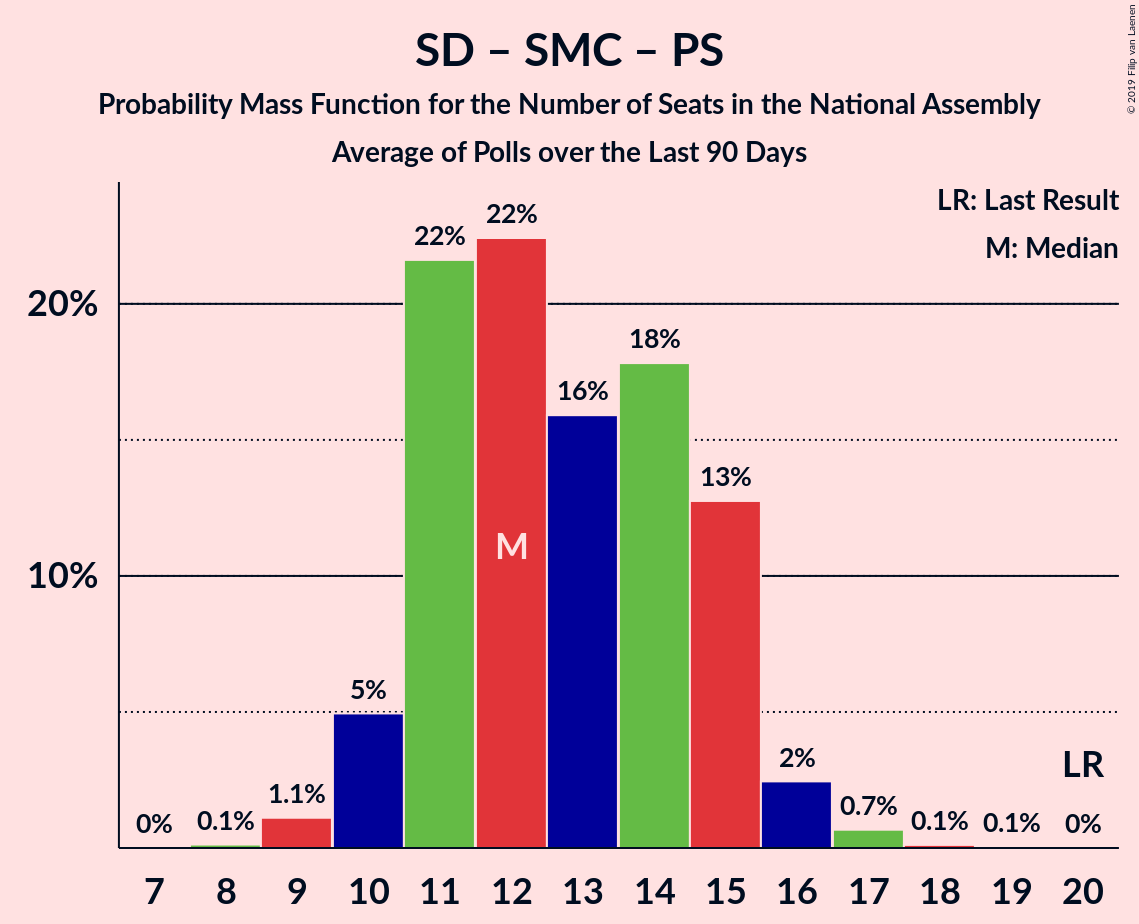 SD – SMC – PS
Probability Mass Function for the Number of Seats in the National Assembly
Average of Polls over the Last 90 Days
© 2019 Filip van Laenen
LR: Last Result
M: Median
20%
10%
0%
0.1%
1.1%
5%
22%
22%
16%
18%
13%
2%
0.7%
0.1%
0.1%
0%
M
LR
7 8 9 10 11 12 13 14 15 16 17 18 19 20